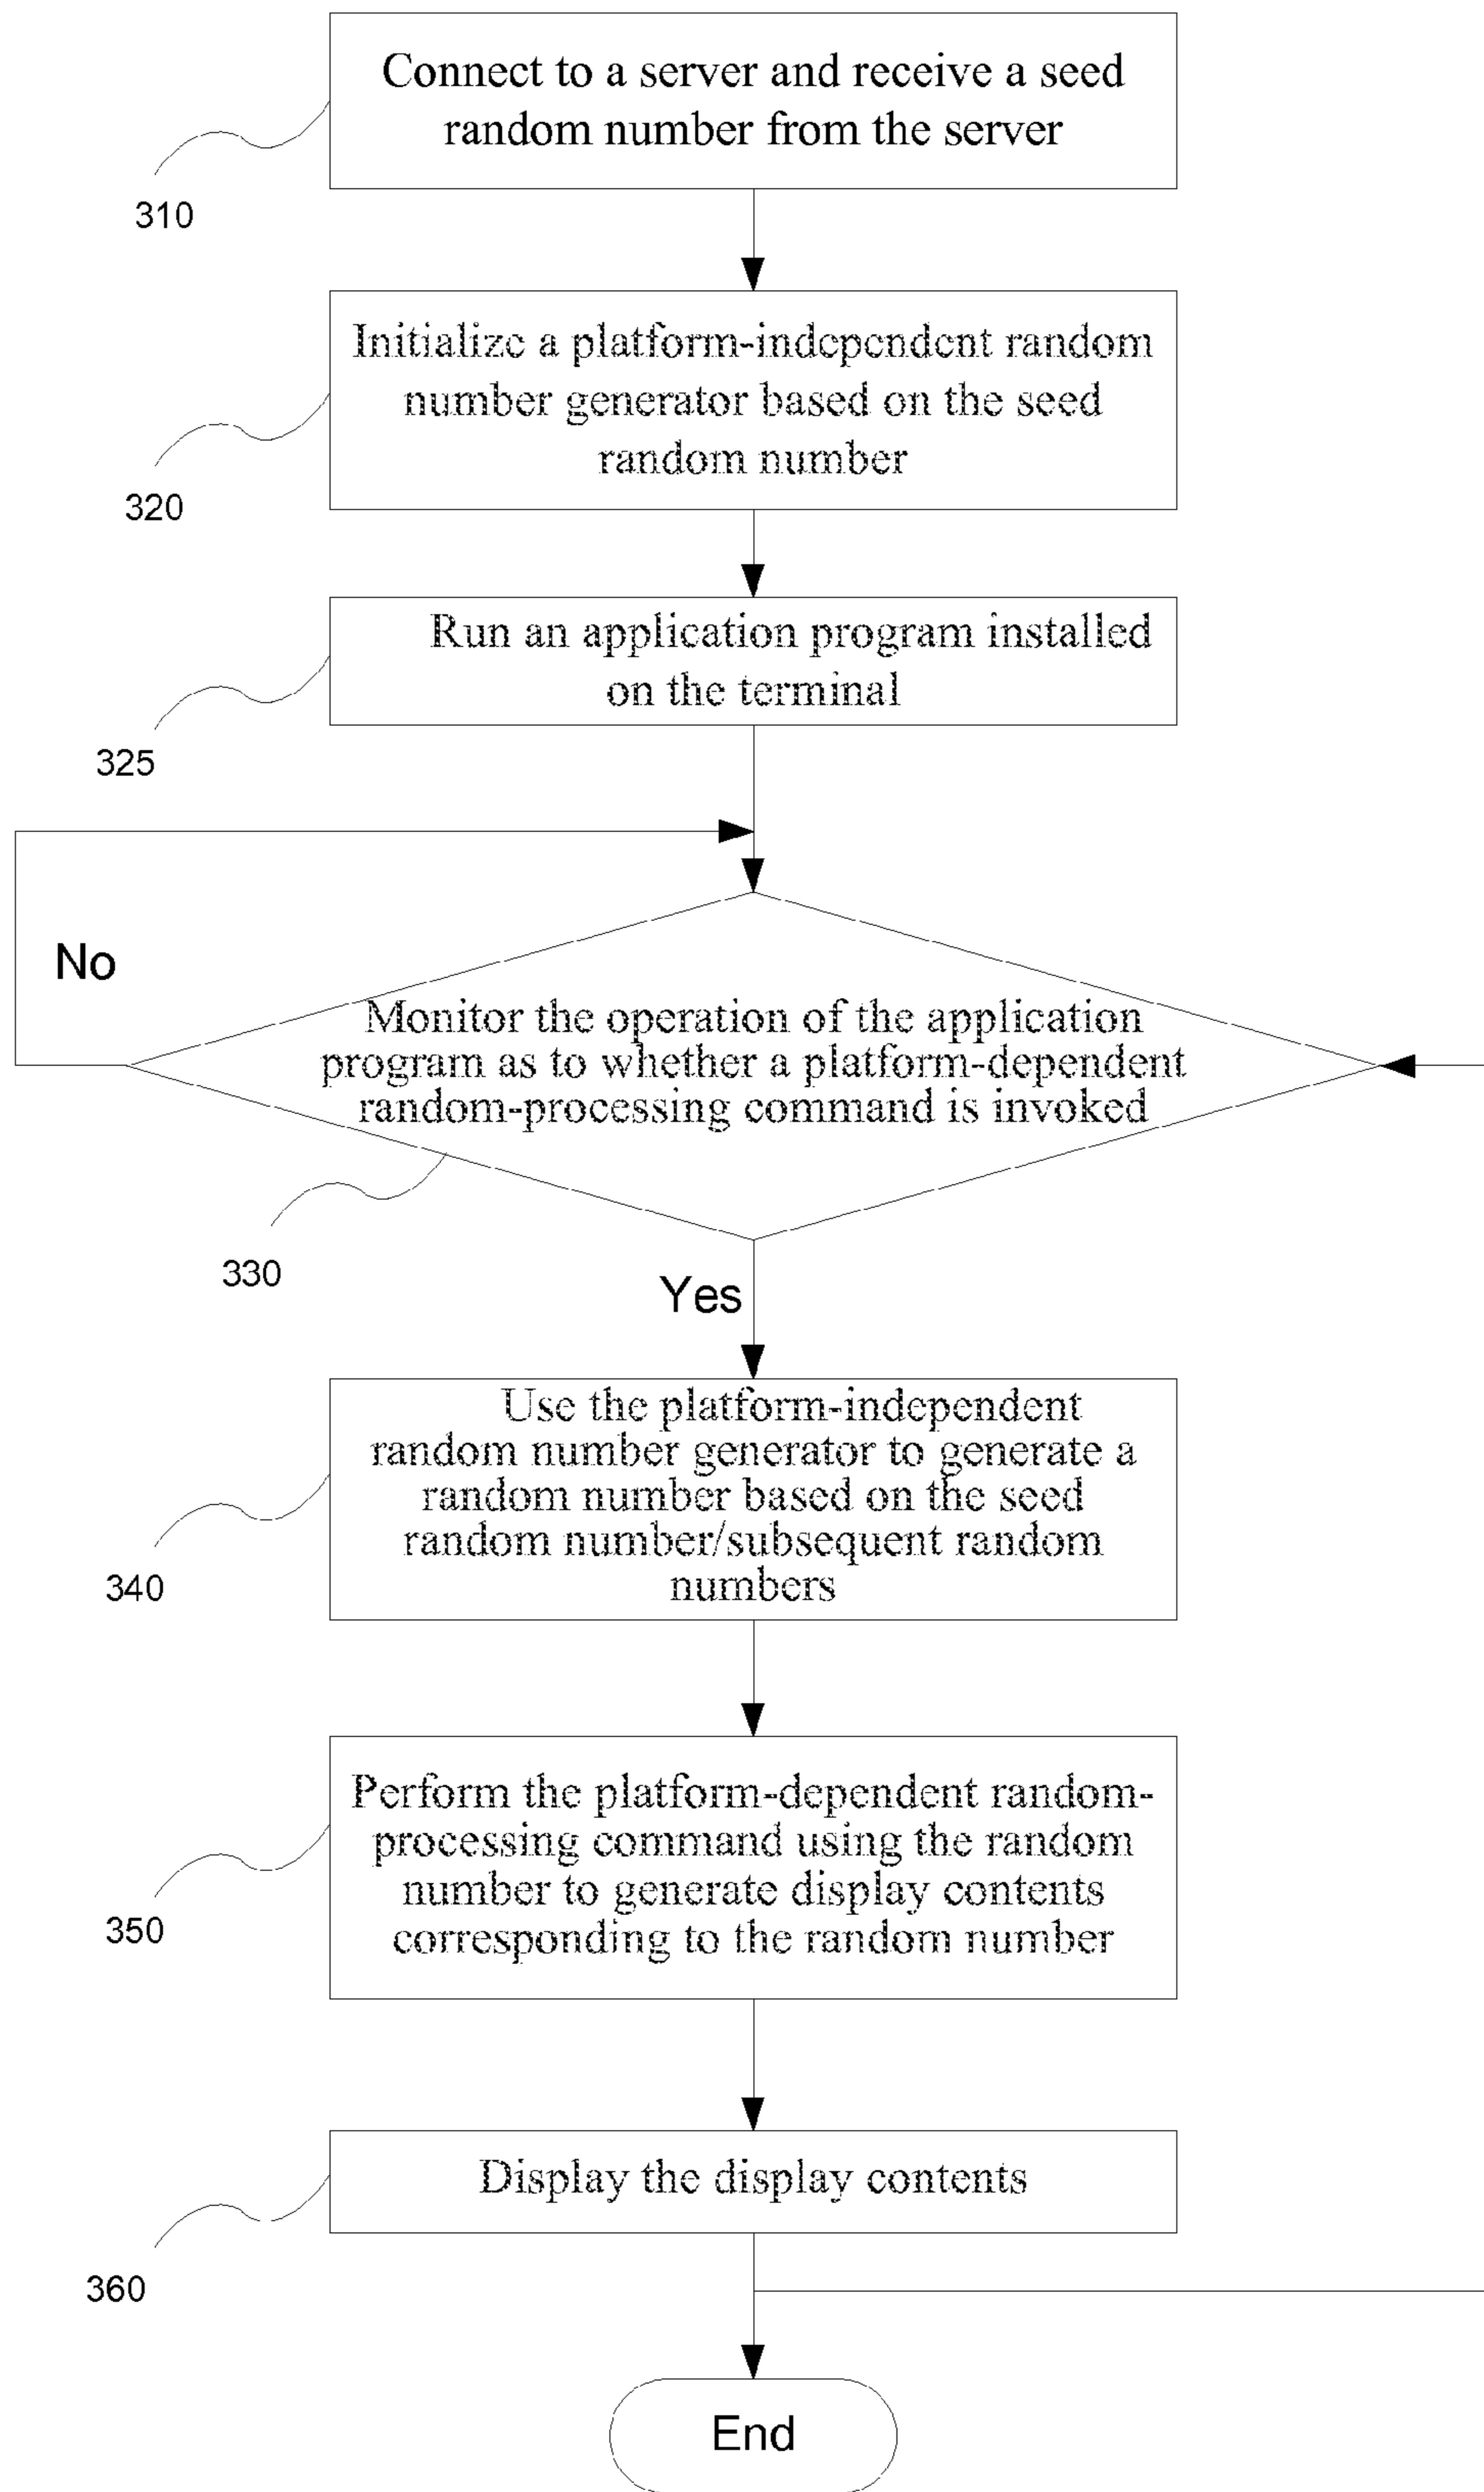 Connect to a server and receive a seed
random number from the server
310
Initialize a platform-independent random
number generator based on the seed
random number
320
Run an application program installed
on the terminal
325
No
Monitor the operation of the application
program as to whether a platform-dependent
random-processing command is invoked
330
Yes
Use the platform-independent
random number generator to generate a
random number based on the seed
random number/subsequent random
numbers
340
Perform the platform-dependent random-
processing command using the random
number to generate display contents
corresponding to the random number
350
Display the display contents
360
End